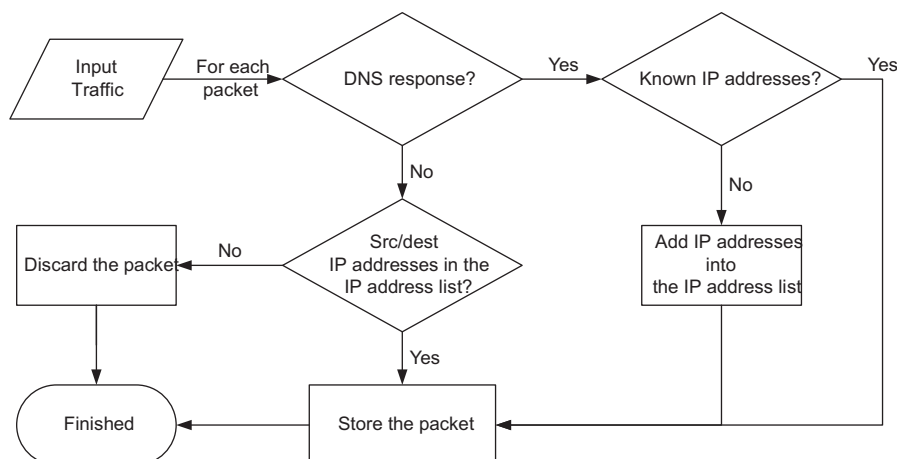 Input
Traffic
For each
packet
DNS response?
Yes
Known IP addresses?
Yes
No
No
Discard the packet
No
Src/dest
IP addresses in the
IP address list?
Add IP addresses
into
the IP address list
Yes
Finished
Store the packet